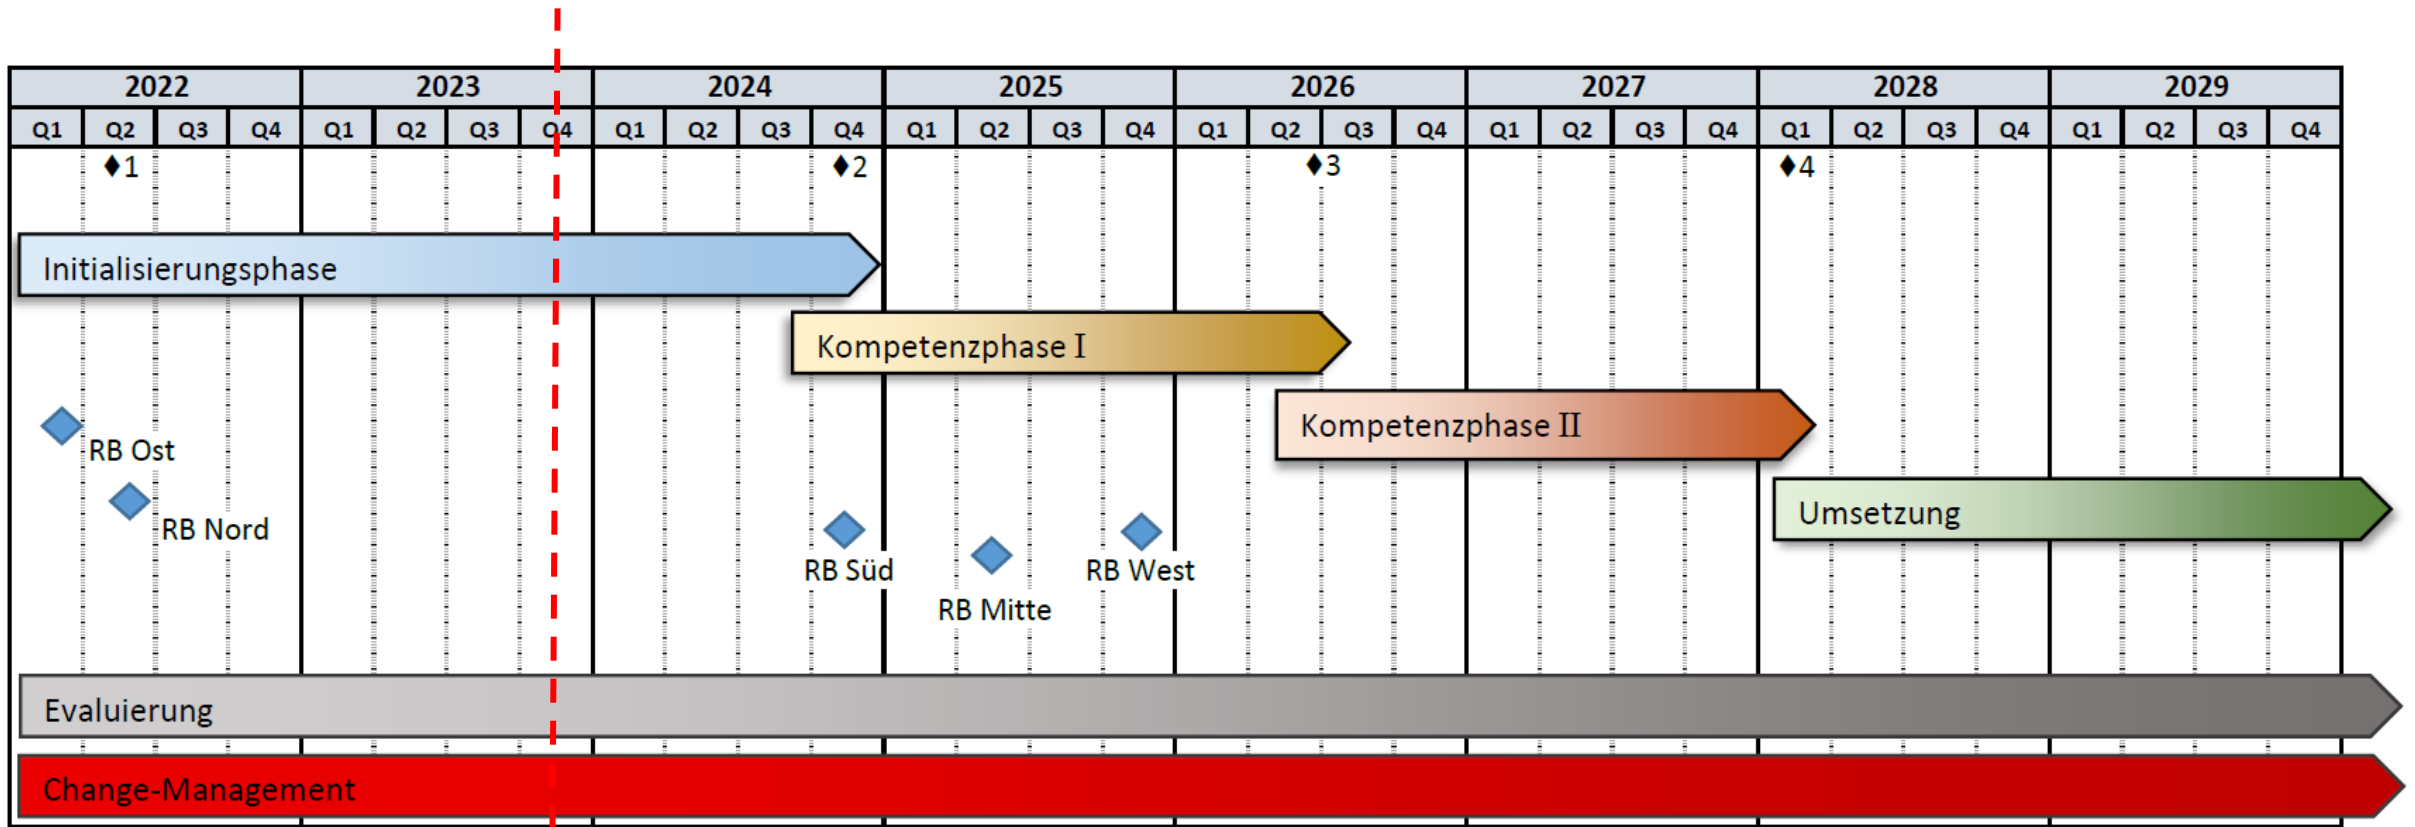 2022 2023 2024 2025 2026 2027 2028 2029
Q1 Q2 Q3 Q4 Q1 Q2 Q3 Q4 Q1 Q2 Q3 Q4 Q1 Q2 Q3 Q4 Q1 Q2 Q3 Q4 Q1 Q2 Q3 Q4 Q1 Q2 Q3 Q4 Q1 Q2 Q3 Q4
♦1 ♦2 ♦3 ♦4
Initialisierungsphase
Kompetenzphase I
Kompetenzphase II
RB Ost
Umsetzung
RB Nord
RB Süd RB West
RB Mitte
Evaluierung
Change-Management